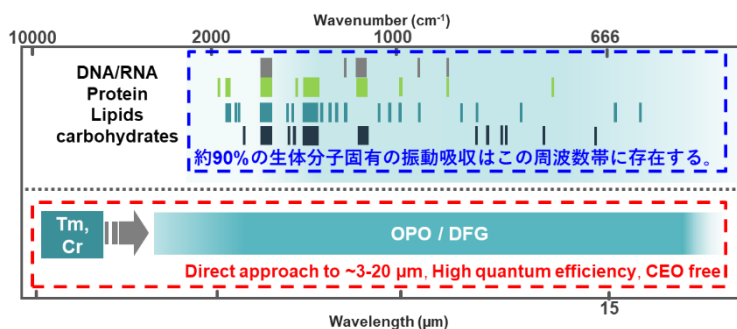 Wavenumber (cm⁻¹)
10000 2000 1000 666
DNA/RNA
Protein
Lipids
carbohydrates
約90%の生体分子固有の振動吸収はこの周波数帯に存在する。
Tm,
Cr
OPO / DFG
Direct approach to ~3-20 μm, High quantum efficiency, CEO free
10000 2000 1000 15
Wavelength (μm)